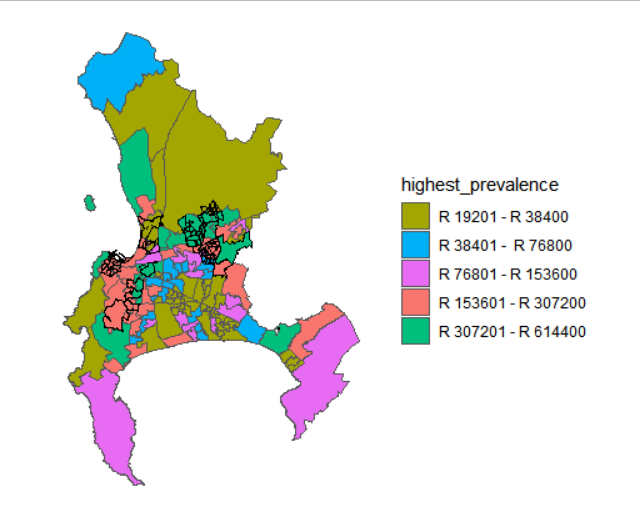 highest_prevalence
R 19201 - R 38400
R 38401 - R 76800
R 76801 - R 153600
R 153601 - R 307200
R 307201 - R 614400